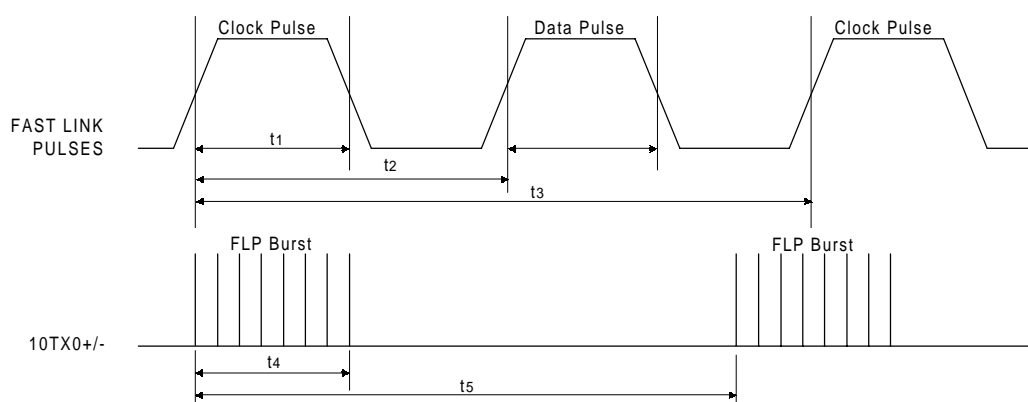 Clock Pulse Data Pulse Clock Pulse
FAST LINK
PULSES
t1
t2
t3
FLP Burst FLP Burst
10TX0+/-
t4
t5